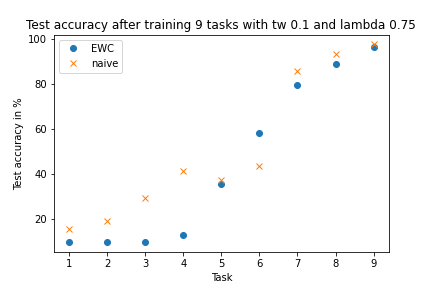 Test accuracy after training 9 tasks with tw 0.1 and lambda 0.75
EWC
naive
Test accuracy in %
100
80
60
40
20
1 2 3 4 5 6 7 8 9
Task